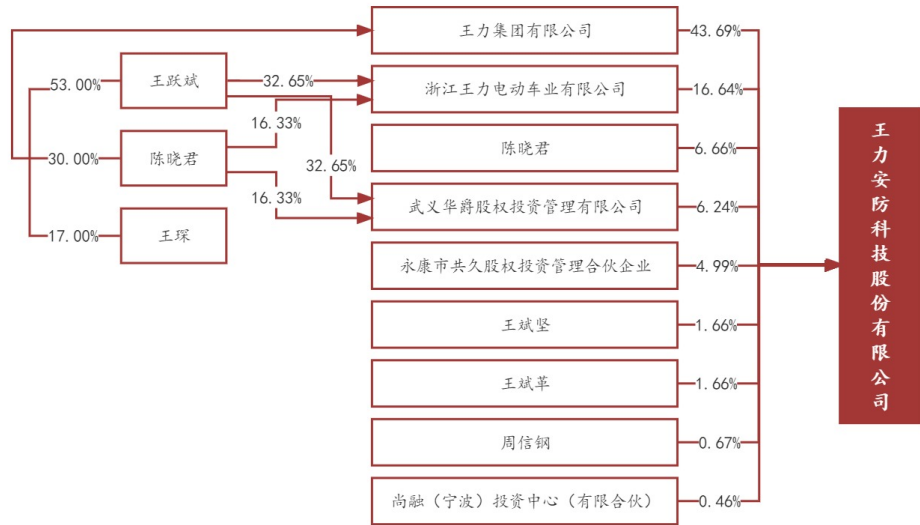 王力集团有限公司
43.69%
53.00%
王跃斌
32.65%
浙江王力电动车业有限公司
16.64%
16.33%
30.00%
陈晓君
32.65%
陈晓君
6.66%
16.33%
武义华爵股权投资管理有限公司
6.24%
17.00%
王琛
永康市共久股权投资管理合伙企业
4.99%
王斌坚
1.66%
王斌革
1.66%
周信钢
0.67%
尚融（宁波）投资中心（有限合伙）
0.46%
王力安防科技股份有限公司